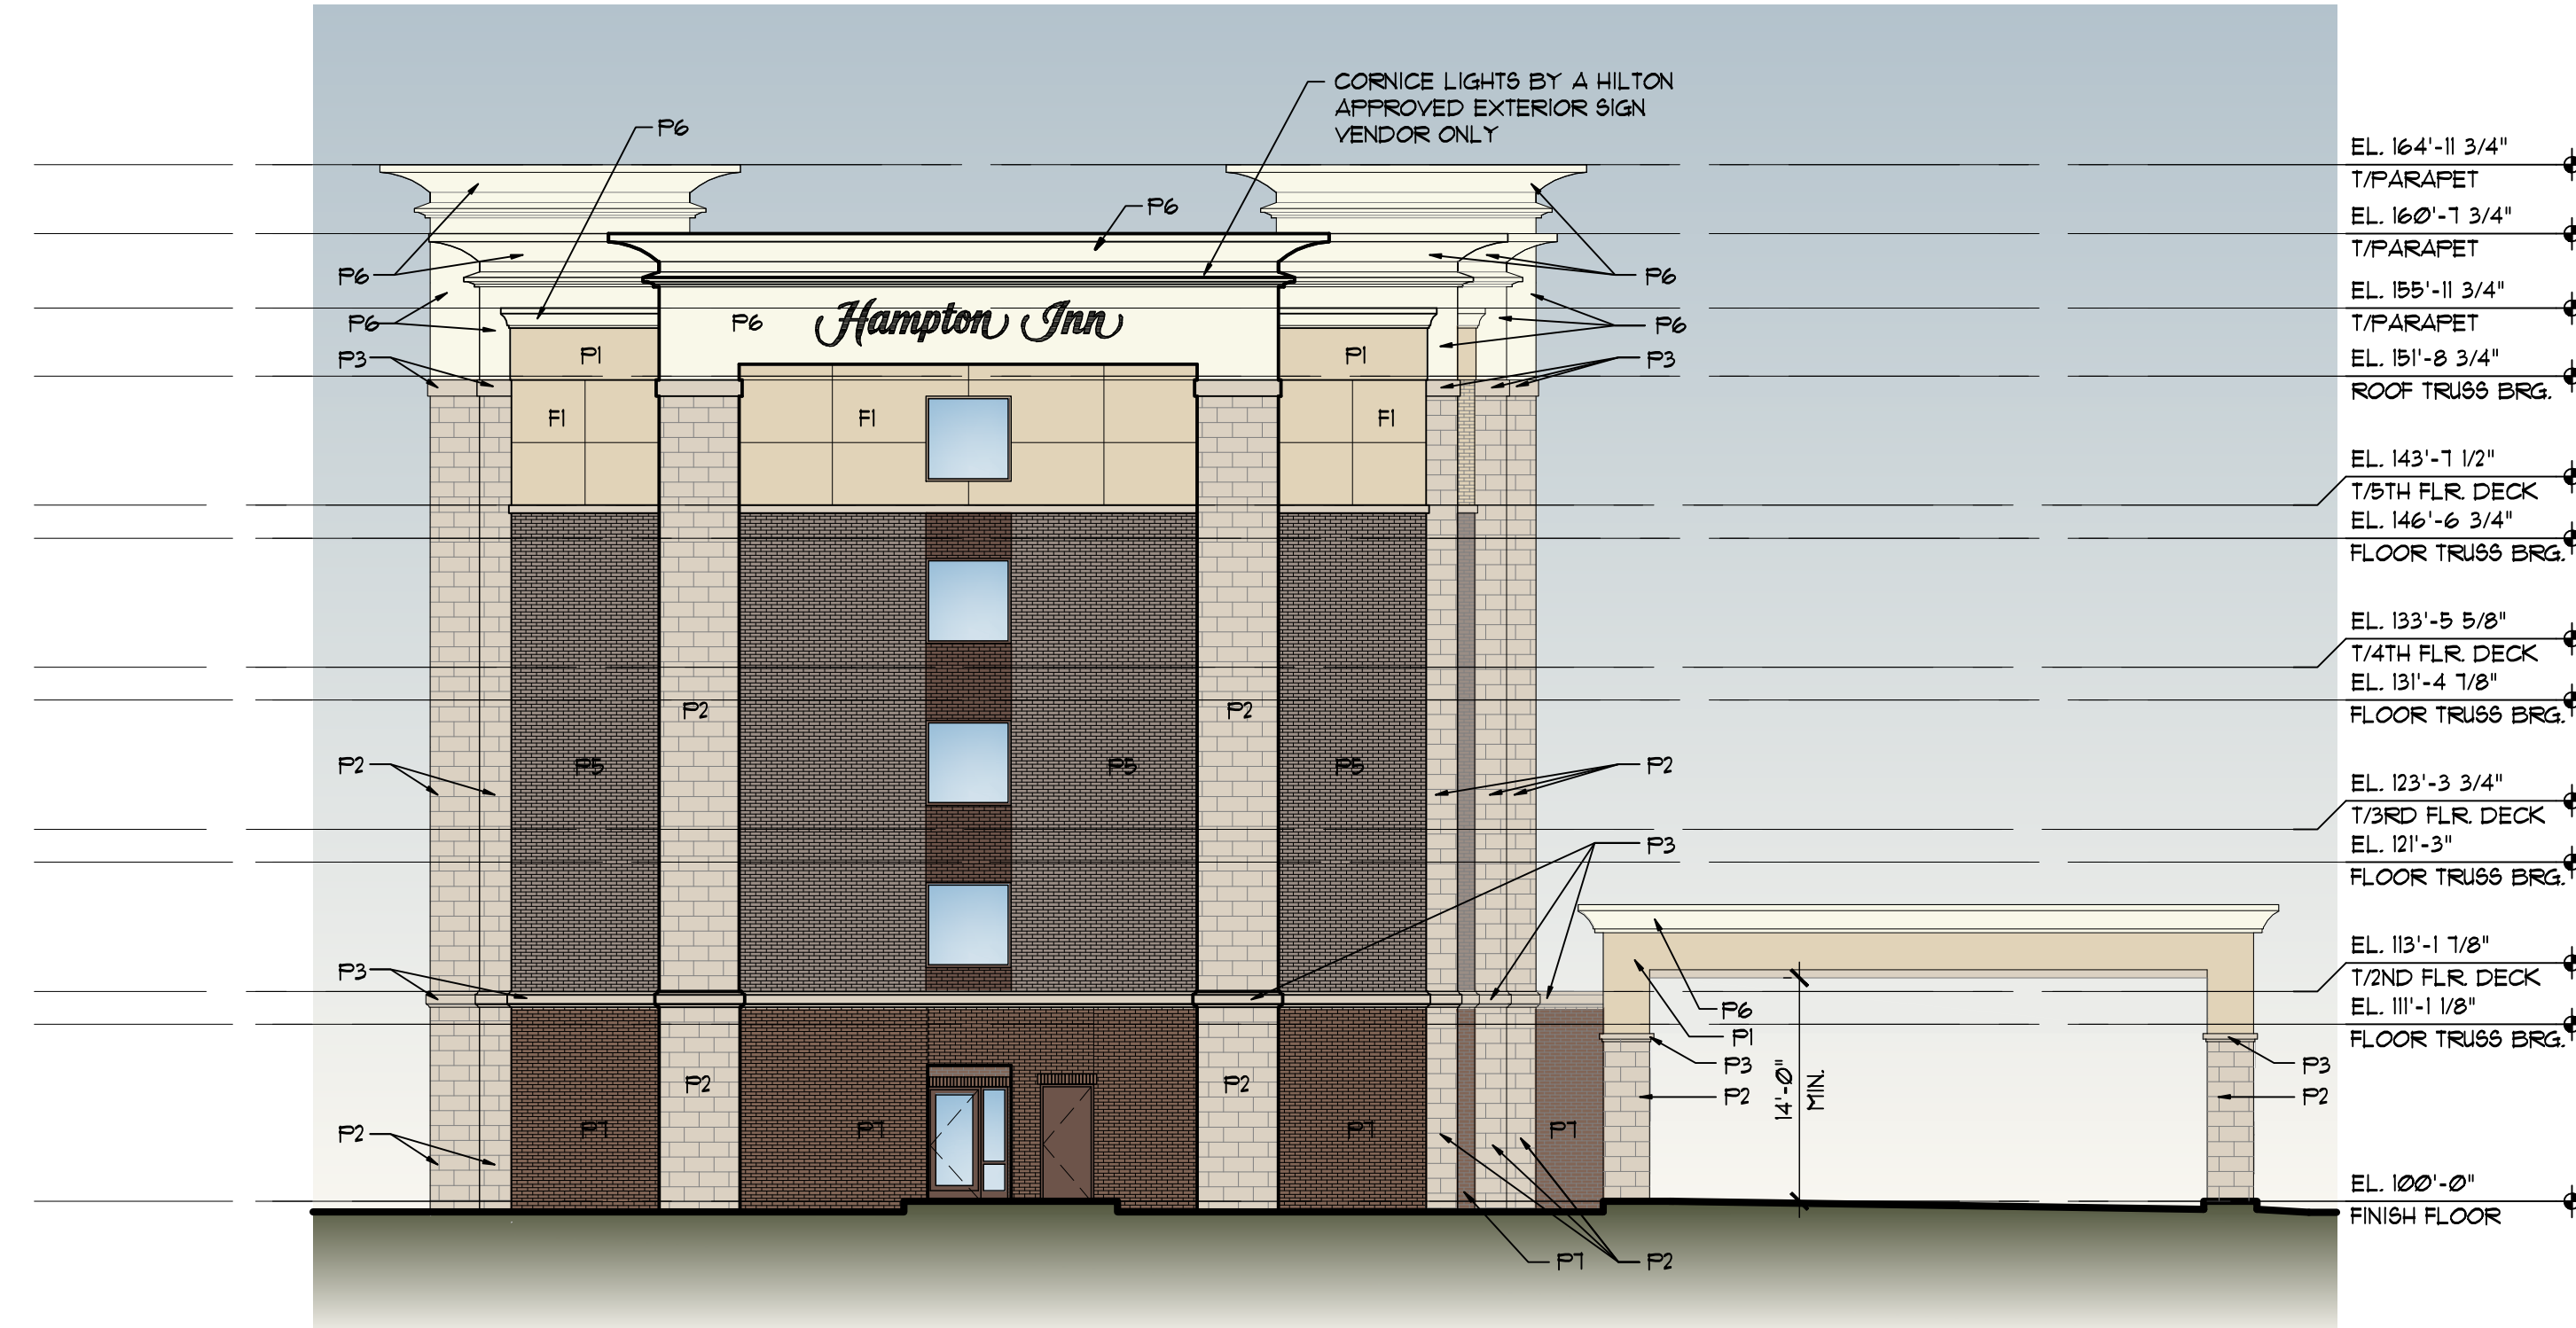 CORNICE LIGHTS BY A HILTON
APPROVED EXTERIOR SIGN
VENDOR ONLY
P6
P6
P6
P6
P6
P6
P6
P6
Hampton Inn
P3
P1
P1
P3
F1
F1
F1
P2
P2
P2
P5
P5
P5
P2
P3
P3
P2
P2
P2
P7
P7
P7
P7
P7
P2
P6
P1
P3
P2
14'-0"
MIN.
P3
P2
EL. 164'-11 3/4"
T/PARAPET
EL. 160'-7 3/4"
T/PARAPET
EL. 155'-11 3/4"
T/PARAPET
EL. 151'-8 3/4"
ROOF TRUSS BRG.
EL. 143'-7 1/2"
T/5TH FLR. DECK
EL. 146'-6 3/4"
FLOOR TRUSS BRG.
EL. 133'-5 5/8"
T/4TH FLR. DECK
EL. 131'-4 7/8"
FLOOR TRUSS BRG.
EL. 123'-3 3/4"
T/3RD FLR. DECK
EL. 121'-3"
FLOOR TRUSS BRG.
EL. 113'-1 7/8"
T/2ND FLR. DECK
EL. 111'-1 1/8"
FLOOR TRUSS BRG.
EL. 100'-0"
FINISH FLOOR